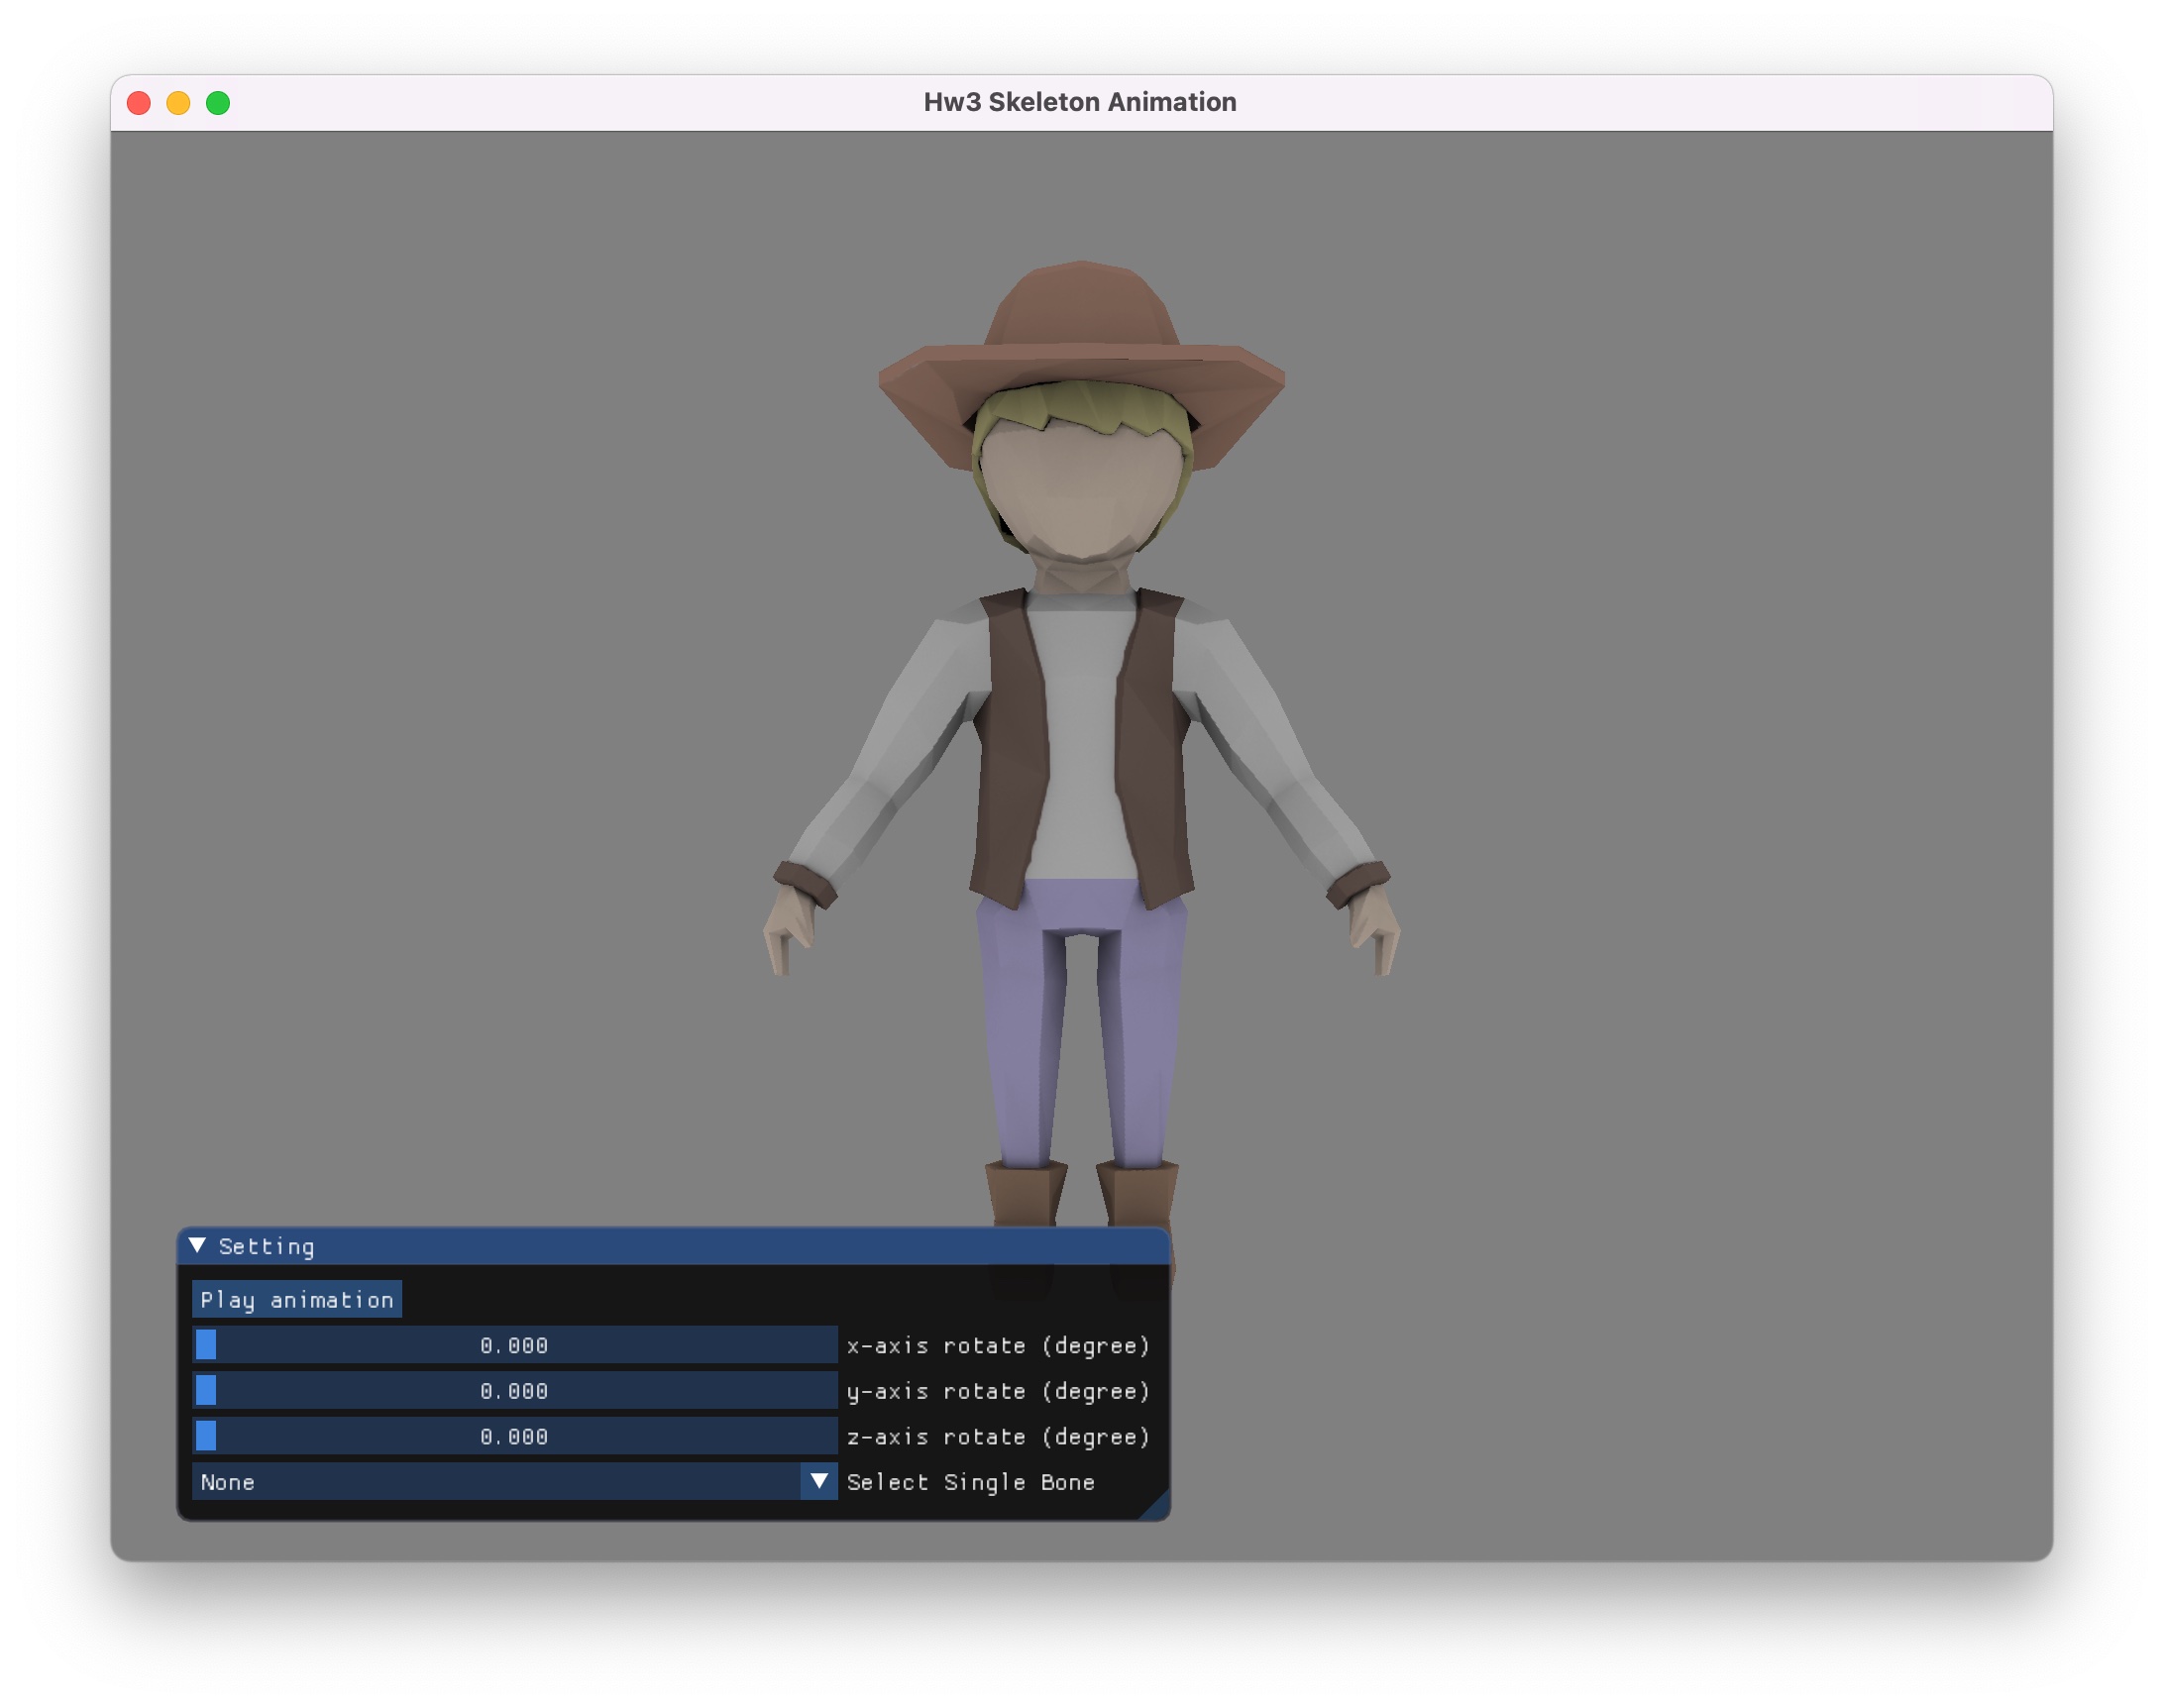 Hw3 Skeleton Animation
Setting
Play animation
0.000 x-axis rotate (degree)
0.000 y-axis rotate (degree)
0.000 z-axis rotate (degree)
None Select Single Bone